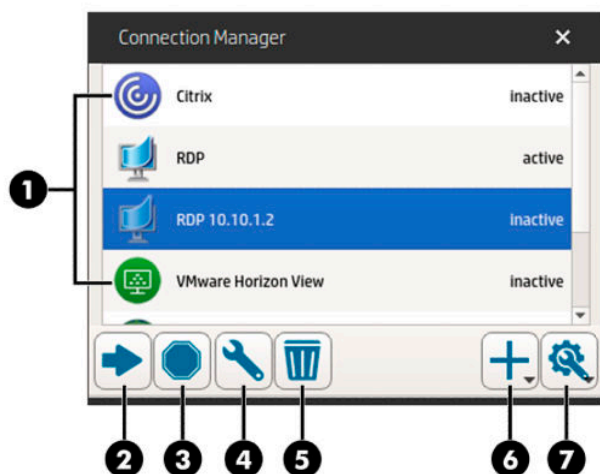 Connection Manager
Citrix inactive
RDP active
RDP 10.10.1.2 inactive
VMware Horizon View inactive
1
2 3 4 5 6 7